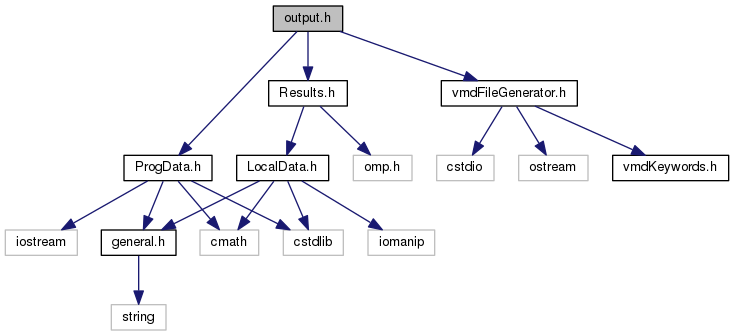 output.h
Results.h
vmdFileGenerator.h
ProgData.h
LocalData.h
omp.h
cstdio
ostream
vmdKeywords.h
iostream
general.h
cmath
cstdlib
iomanip
string